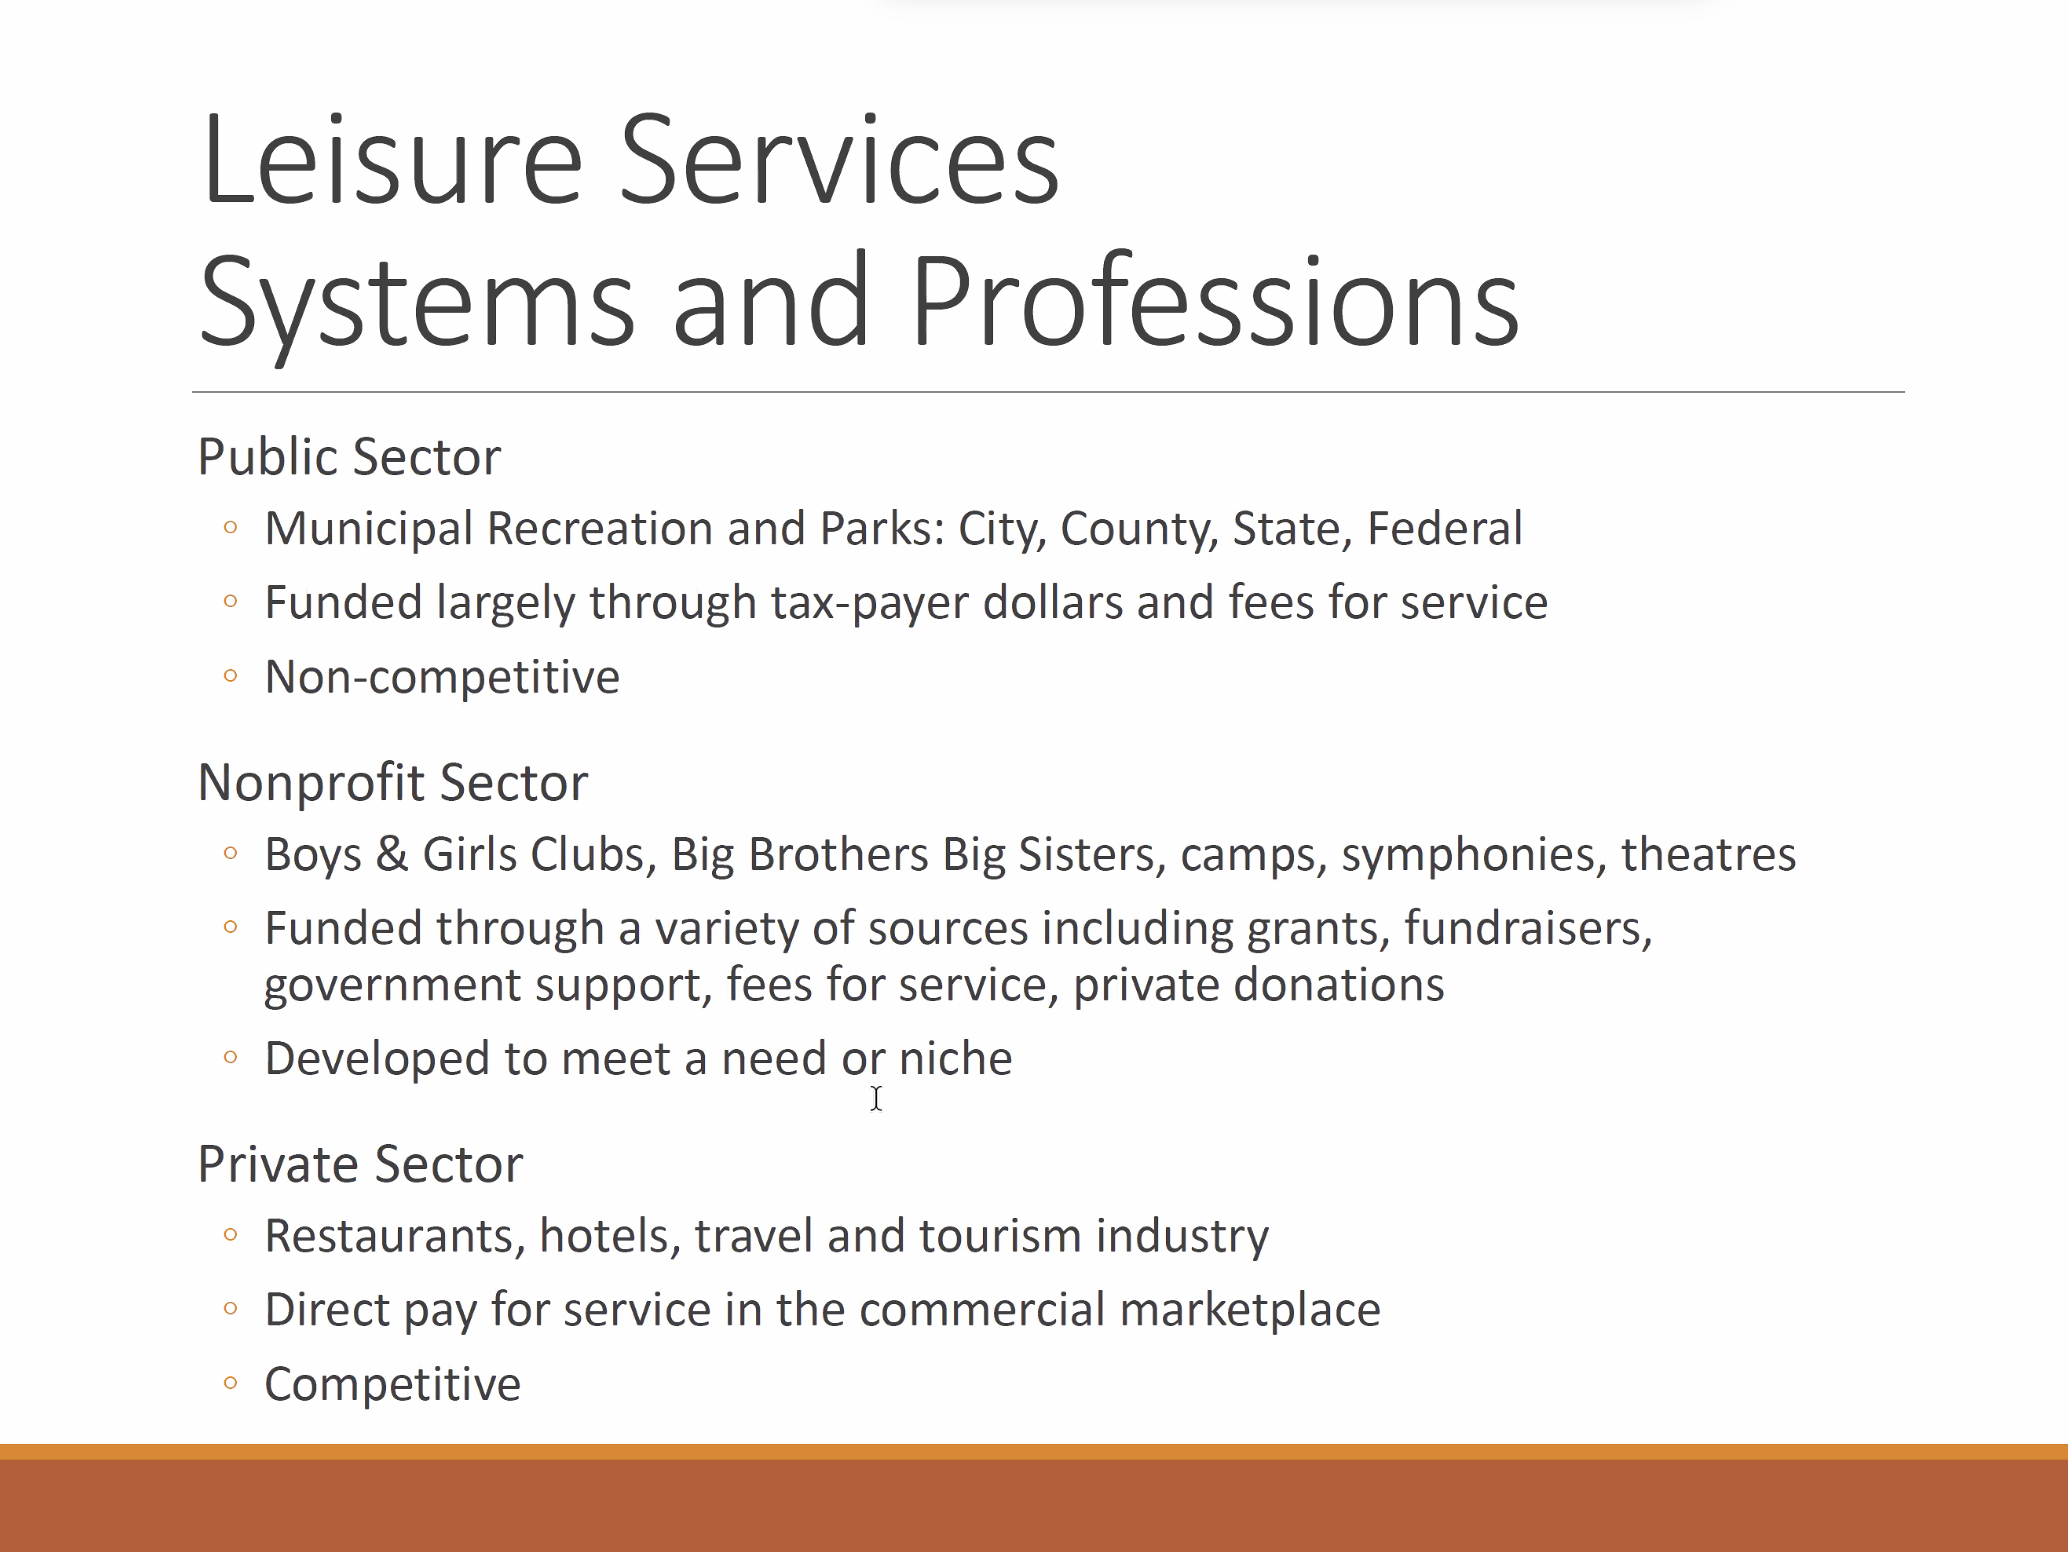 Leisure Services
Systems and Professions
Public Sector
◦ Municipal Recreation and Parks: City, County, State, Federal
◦ Funded largely through tax-payer dollars and fees for service
◦ Non-competitive
Nonprofit Sector
◦ Boys & Girls Clubs, Big Brothers Big Sisters, camps, symphonies, theatres
◦ Funded through a variety of sources including grants, fundraisers,
government support, fees for service, private donations
◦ Developed to meet a need or niche
Private Sector
◦ Restaurants, hotels, travel and tourism industry
◦ Direct pay for service in the commercial marketplace
◦ Competitive